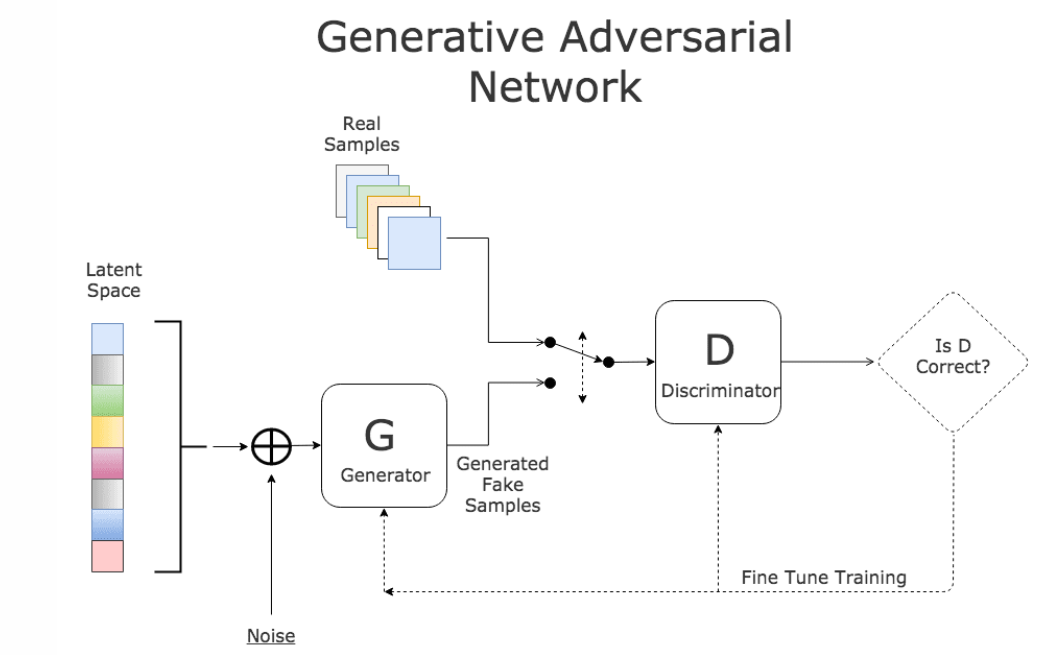 Generative Adversarial
Network
Real
Samples
Latent
Space
D
Discriminator
Is D
Correct?
G
Generator
Generated
Fake
Samples
Fine Tune Training
Noise